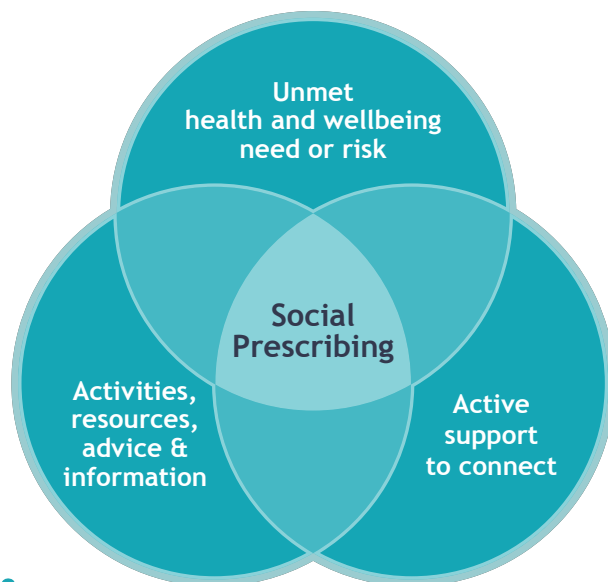 Unmet
health and wellbeing
need or risk
Social
Prescribing
Activities,
resources,
advice &
information
Active
support
to connect